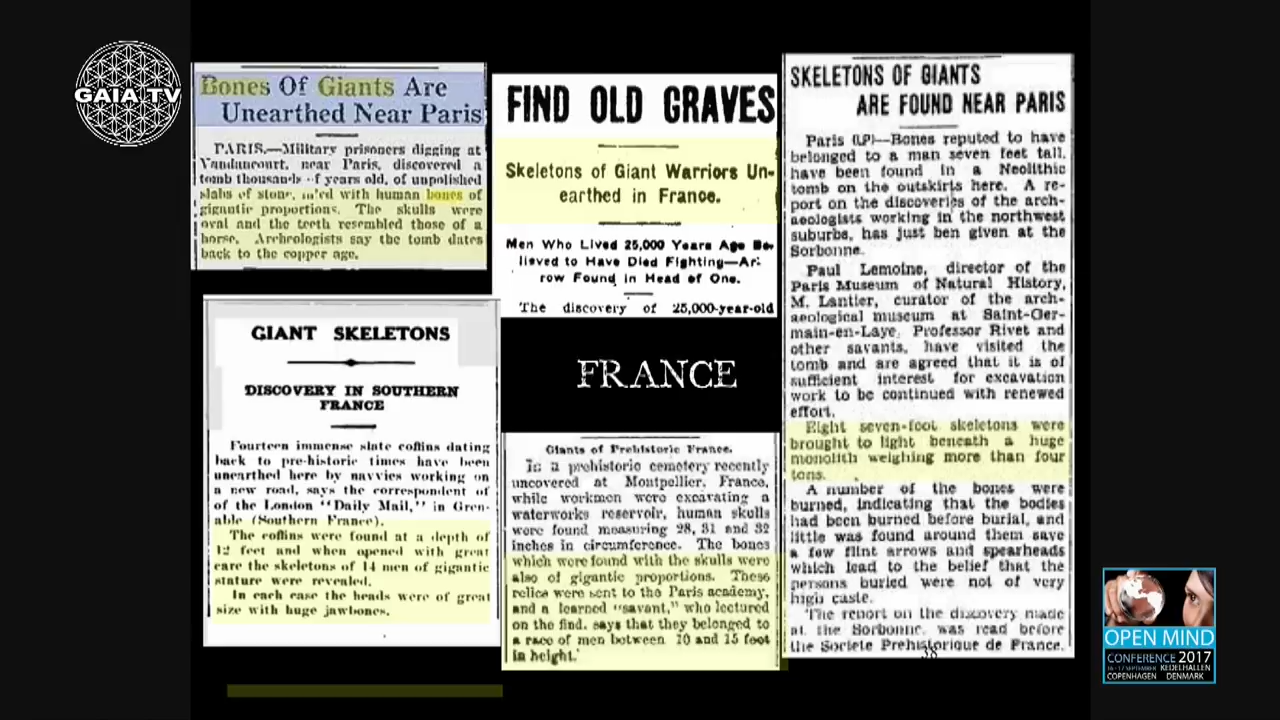 GAIA TV
Bones Of Giants Are
Unearthed Near Paris
PARIS.—Military prisoners digging at
Vandancourt, near Paris, discovered a
tomb thousands of years old, of unpolished
slabs of stone, with human bones of
gigantic proportions. The skulls were
oval and the teeth resembled those of a
horse. Archeologists say the tomb dates
back to the copper age.
GIANT SKELETONS
DISCOVERY IN SOUTHERN
FRANCE
Fourteen immense slate coffins dating
back to pre-historic times have been
unearthed here by navvies working on
a new road, says the correspondent of
of the London "Daily Mail," in Gren-
able (Southern France).
The coffins were found at a depth of
12 feet and when opened with great
care the skeletons of 14 men of gigantic
stature were revealed.
In each case the heads were of great
size with huge jawbones.
FIND OLD GRAVES
Skeletons of Giant Warriors Un-
earthed in France.
Men Who Lived 25,000 Years Ago Be-
lieved to Have Died Fighting—Ar-
row Found in Head of One.
The discovery of 25,000-year-old
FRANCE
Giants of Prehistoric France.
In a prehistoric cemetery recently
uncovered at Montpellier, France,
while workmen were excavating a
waterworks reservoir, human skulls
were found measuring 28, 31 and 32
inches in circumference. The bones
which were found with the skulls were
also of gigantic proportions. These
relics were sent to the Paris academy,
and a learned "savant," who lectured
on the find, says that they belonged to
a race of men between 10 and 15 feet
in height.
SKELETONS OF GIANTS
ARE FOUND NEAR PARIS
Paris (LP)—Bones reputed to have
belonged to a man seven feet tall,
have been found in a Neolithic
tomb on the outskirts here. A re-
port on the discoveries of the arch-
aeologists working in the northwest
suburbs, has just ben given at the
Sorbonne.
Paul Lemoine, director of the
Paris Museum of Natural History,
M. Lantier, curator of the arch-
aeological museum at Saint-Ger-
main-en-Laye, Professor Rivet and
other savants, have visited the
tomb and are agreed that it is of
sufficient interest for excavation
work to be continued with renewed
effort.
Eight seven-foot skeletons were
brought to light beneath a huge
monolith weighing more than four
tons.
A number of the bones were
burned, indicating that the bodies
had been burned before burial, and
little was found around them save
a few flint arrows and spearheads
which lead to the belief that the
persons buried were not of very
high caste.
The report on the discovery made
at the Sorbonne, was read before
the Societe Prehistorique de France.
38
OPEN MIND
CONFERENCE 2017
16 - 17 SEPTEMBER KEDELHALLEN
COPENHAGEN DENMARK